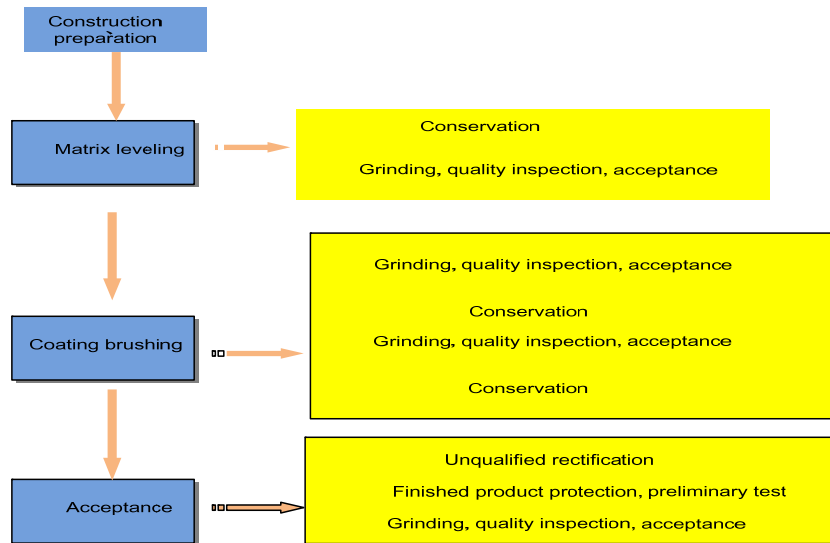 Construction
preparation
Matrix leveling
Conservation
Grinding, quality inspection, acceptance
Grinding, quality inspection, acceptance
Conservation
Coating brushing
Grinding, quality inspection, acceptance
Conservation
Unqualified rectification
Finished product protection, preliminary test
Acceptance
Grinding, quality inspection, acceptance